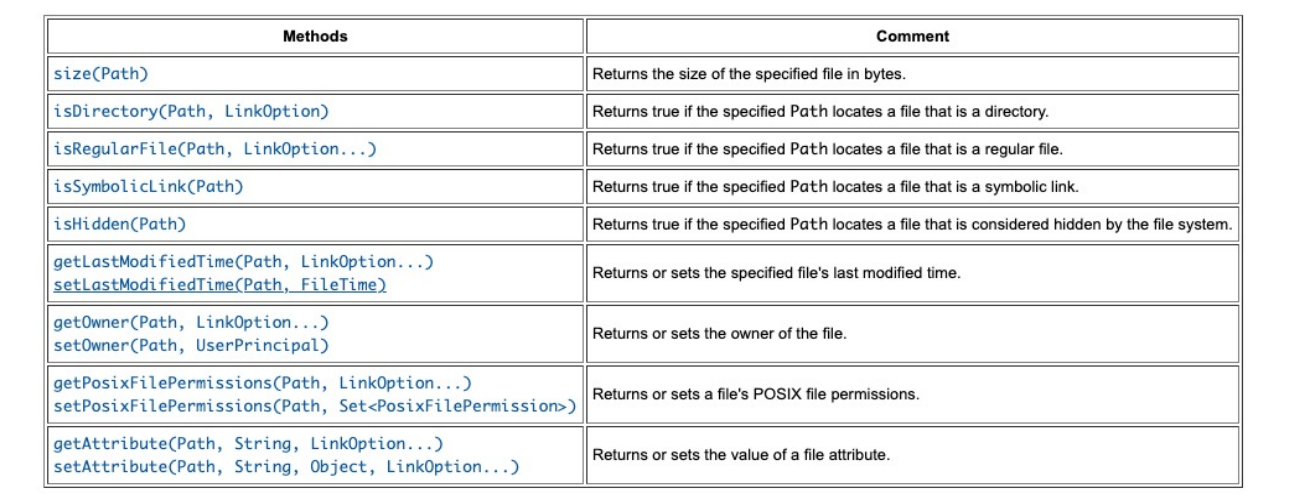 Methods Comment
size(Path) Returns the size of the specified file in bytes.
isDirectory(Path, LinkOption) Returns true if the specified Path locates a file that is a directory.
isRegularFile(Path, LinkOption...) Returns true if the specified Path locates a file that is a regular file.
isSymbolicLink(Path) Returns true if the specified Path locates a file that is a symbolic link.
isHidden(Path) Returns true if the specified Path locates a file that is considered hidden by the file system.
getLastModifiedTime(Path, LinkOption...)
setLastModifiedTime(Path, FileTime)
Returns or sets the specified file's last modified time.
getOwner(Path, LinkOption...)
setOwner(Path, UserPrincipal)
Returns or sets the owner of the file.
getPosixFilePermissions(Path, LinkOption...)
setPosixFilePermissions(Path, Set<PosixFilePermission>)
Returns or sets a file's POSIX file permissions.
getAttribute(Path, String, LinkOption...)
setAttribute(Path, String, Object, LinkOption...)
Returns or sets the value of a file attribute.